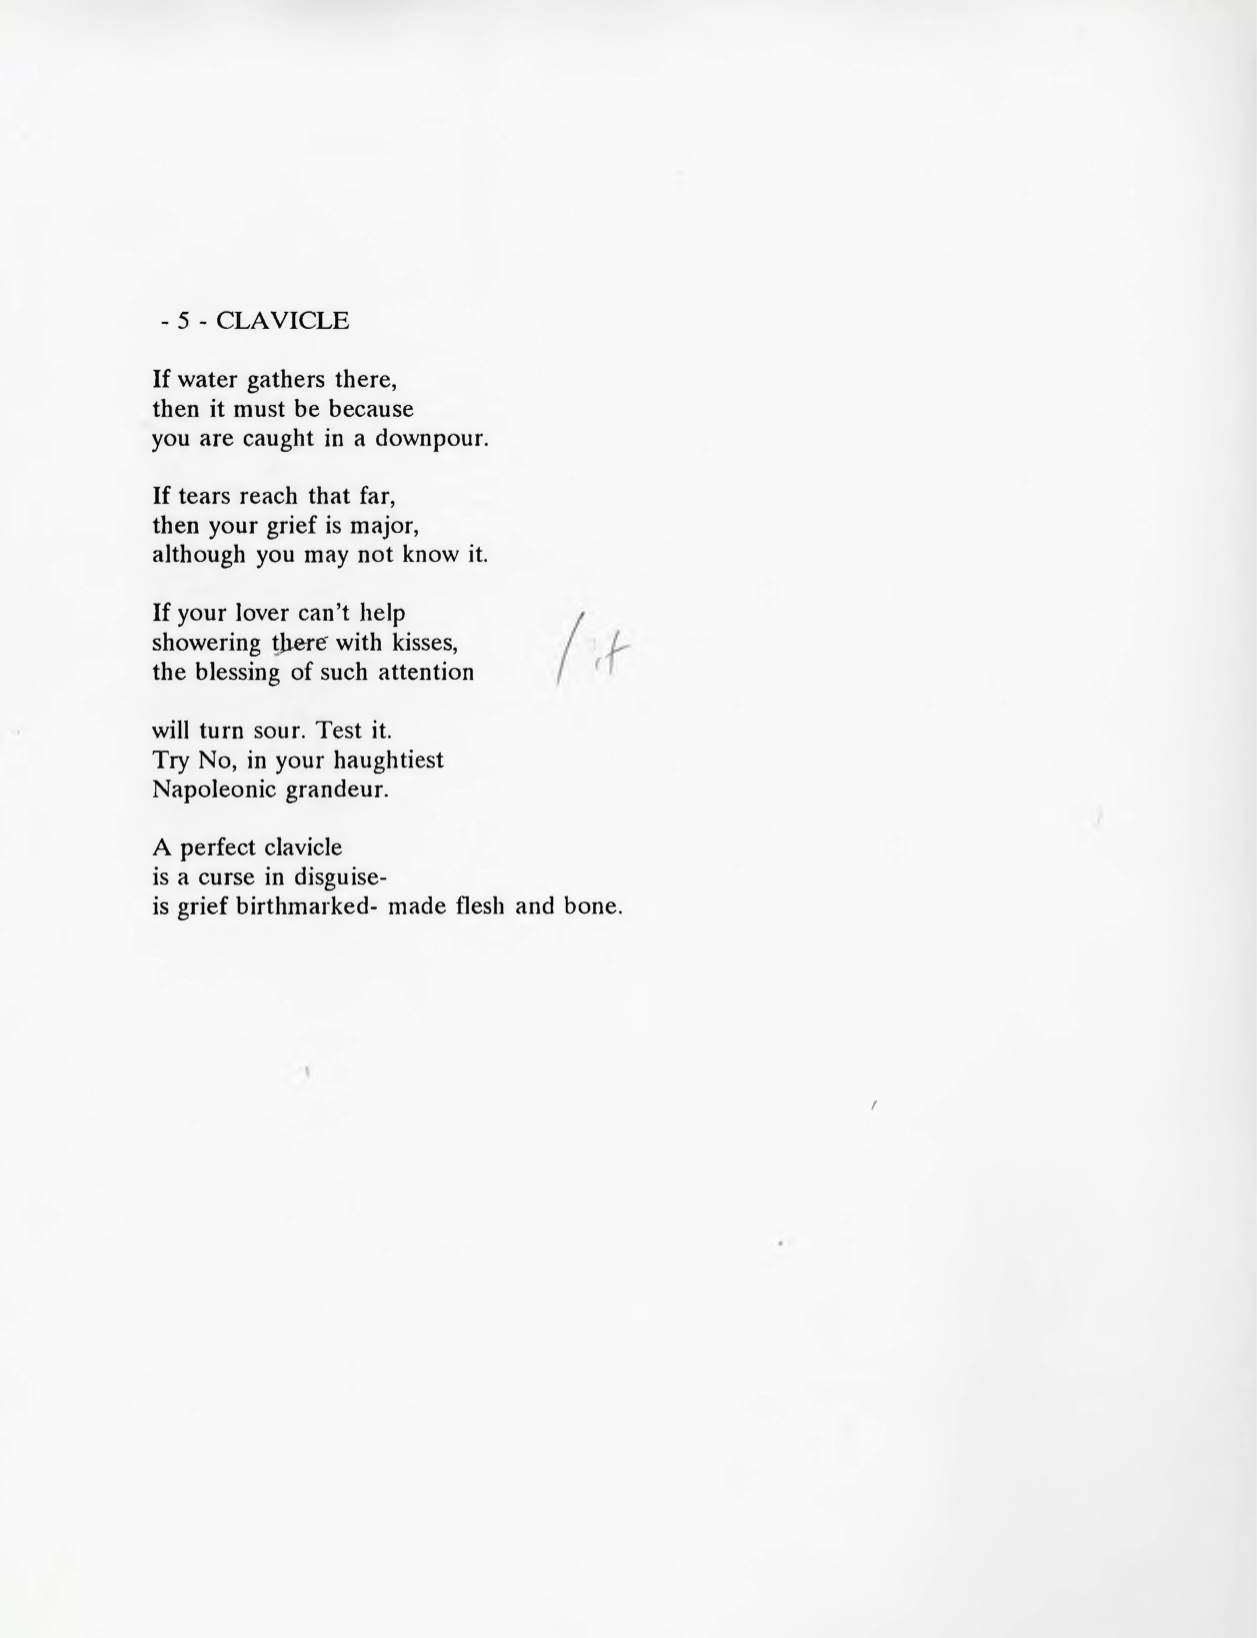 - 5 - CLAVICLE
If water gathers there,
then it must be because
you are caught in a downpour.
If tears reach that far,
then your grief is major,
although you may not know it.
If your lover can't help
showering there with kisses,
/ it
the blessing of such attention
will turn sour. Test it.
Try No, in your haughtiest
Napoleonic grandeur.
A perfect clavicle
is a curse in disguise-
is grief birthmarked- made flesh and bone.